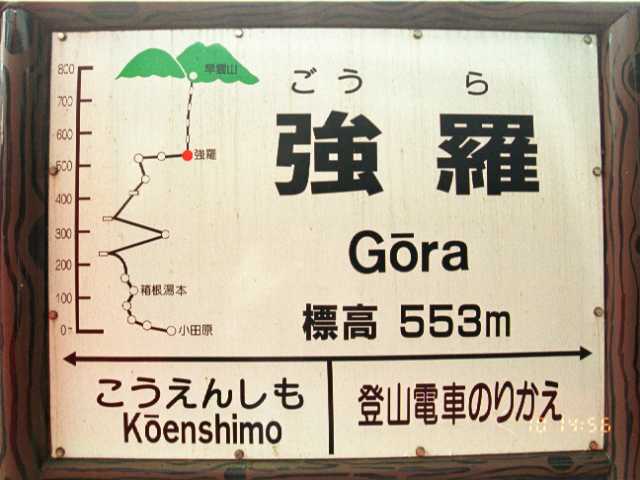 800
700
600
500
400
300
200
100
0
早雲山
強羅
箱根湯本
小田原
ごうら
強羅
Gōra
標高 553m
こうえんしも
Kōenshimo
登山電車のりかえ